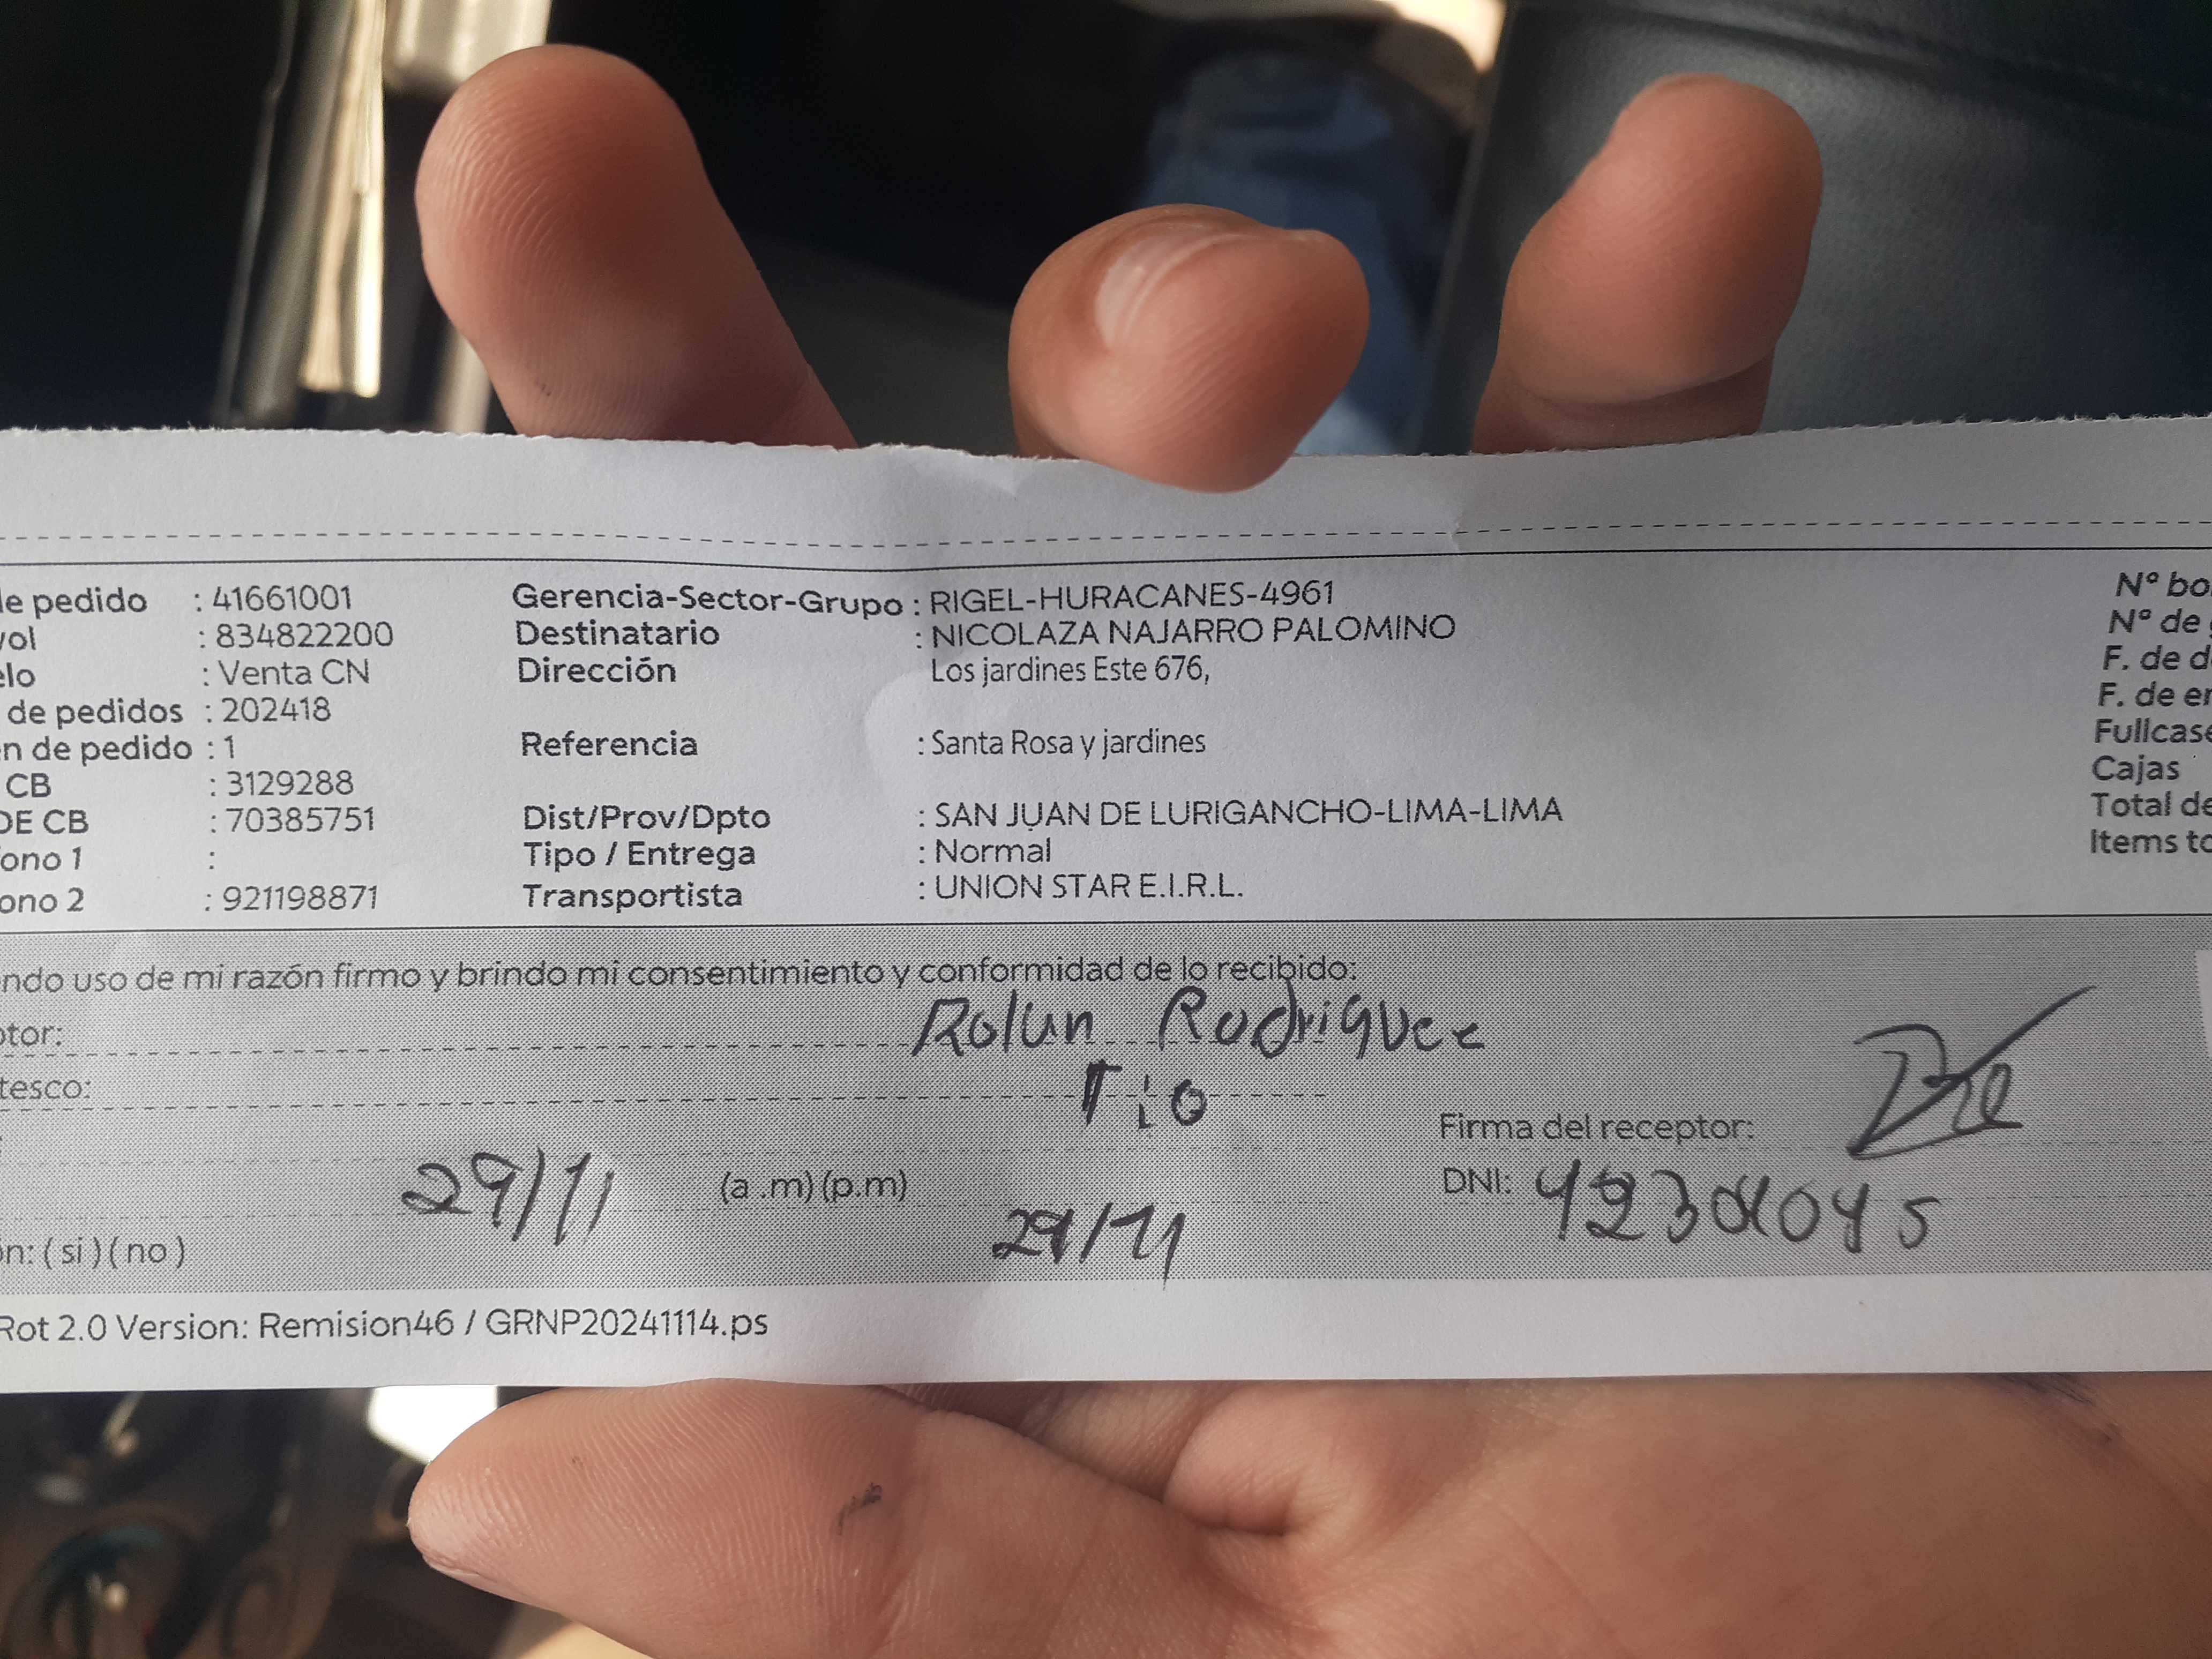 de pedido : 41661001 Gerencia-Sector-Grupo : RIGEL-HURACANES-4961 Nº bo
vol : 834822200 Destinatario : NICOLAZA NAJARRO PALOMINO Nº de
elo : Venta CN Dirección Los jardines Este 676, F. de d
de pedidos : 202418 F. de en
n de pedido : 1 Referencia : Santa Rosa y jardines Fullcase
CB : 3129288 Cajas
DE CB : 70385751 Dist/Prov/Dpto : SAN JUAN DE LURIGANCHO-LIMA-LIMA Total de
ono 1 : Tipo / Entrega : Normal Items to
ono 2 : 921198871 Transportista : UNION STAR E.I.R.L.
ndo uso de mi razón firmo y brindo mi consentimiento y conformidad de lo recibido:
ptor: Rolun Rodriguez
tesco: Tio
Firma del receptor:
29/11 (a .m) (p.m) DNI:
29/11
ón: ( si ) ( no )
Rot 2.0 Version: Remision46 / GRNP20241114.ps